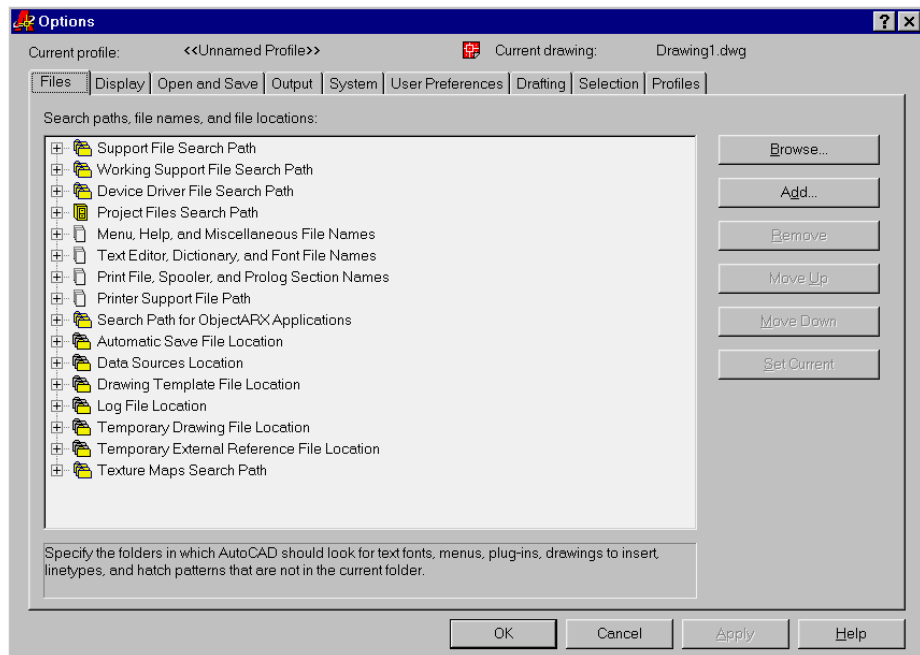 Options
Current profile: <<Unnamed Profile>> Current drawing: Drawing1.dwg
Files Display Open and Save Output System User Preferences Drafting Selection Profiles
Search paths, file names, and file locations:
Support File Search Path
Working Support File Search Path
Device Driver File Search Path
Project Files Search Path
Menu, Help, and Miscellaneous File Names
Text Editor, Dictionary, and Font File Names
Print File, Spooler, and Prolog Section Names
Printer Support File Path
Search Path for ObjectARX Applications
Automatic Save File Location
Data Sources Location
Drawing Template File Location
Log File Location
Temporary Drawing File Location
Temporary External Reference File Location
Texture Maps Search Path
Browse...
Add...
Remove
Move Up
Move Down
Set Current
Specify the folders in which AutoCAD should look for text fonts, menus, plug-ins, drawings to insert,
linetypes, and hatch patterns that are not in the current folder.
OK Cancel Apply Help